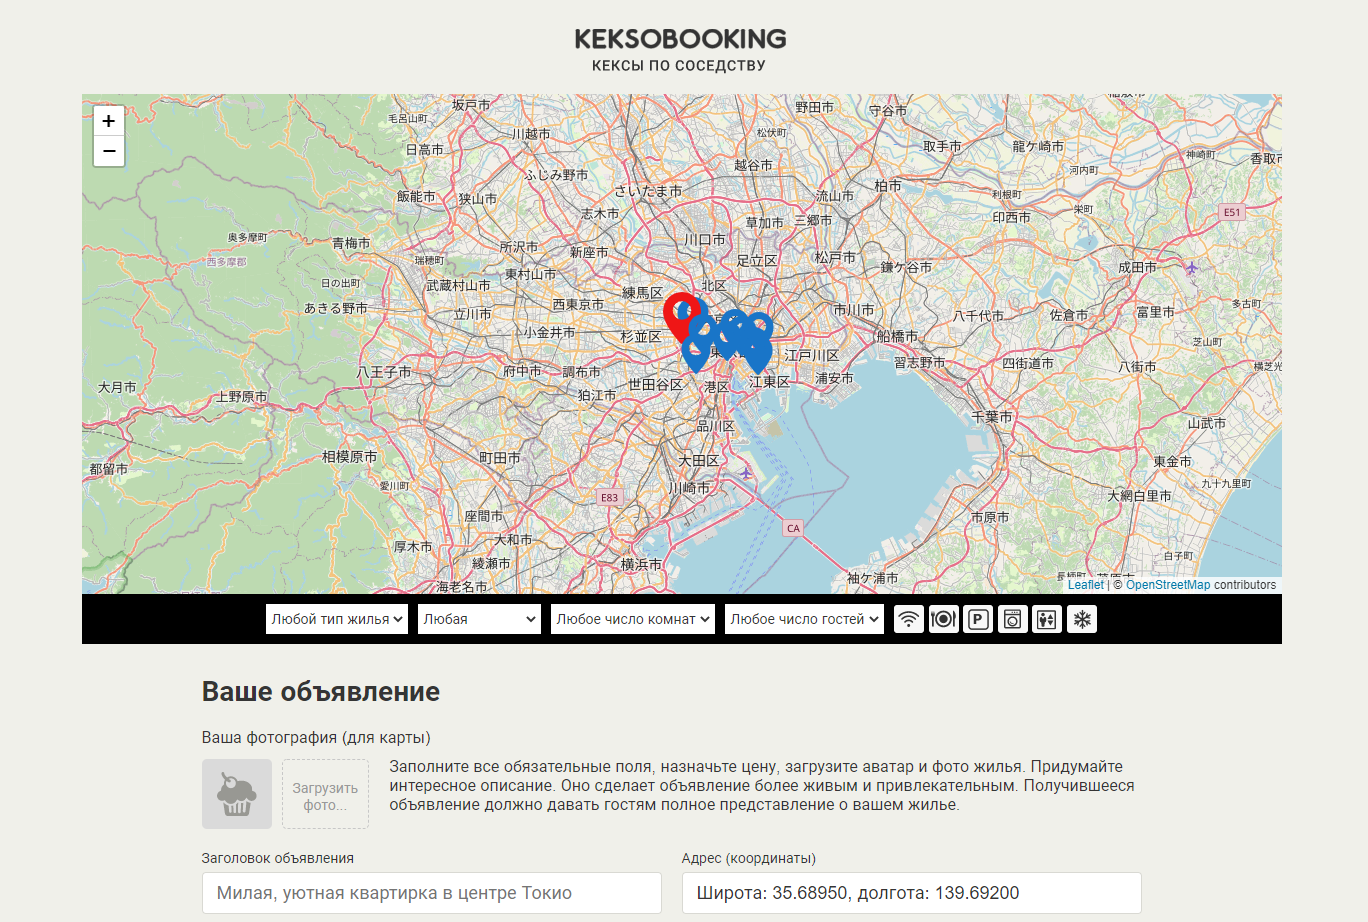 KEKSOBOOKING
КЕКСЫ ПО СОСЕДСТВУ
+
−
坂戸市
野田市
守谷市
毛呂山町
川越市
松伏町
取手市
龍ケ崎市
日高市
神崎町
香取市
越谷市
河内町
ふじみ野市
さいたま市
柏市
飯能市
狭山市
流山市
利根町
栄町
志木市
草加市
三郷市
印西市
E51
奥多摩町
青梅市
所沢市
新座市
川口市
西多摩郡
瑞穂町
足立区
松戸市
鎌ケ谷市
成田市
東村山市
日の出町
武蔵村山市
北区
練馬区
あきる野市
立川市
西東京市
市川市
八千代市
佐倉市
富里市
多古町
小金井市
杉並区
船橋市
芝山町
江戸川区
習志野市
四街道市
八街市
八王子市
府中市
調布市
世田谷区
港区
江東区
浦安市
大月市
上野原市
狛江市
千葉市
山武市
品川区
相模原市
町田市
大田区
都留市
東金市
愛川町
川崎市
九十九里町
E83
大網白里市
座間市
CA
市原市
厚木市
大和市
綾瀬市
横浜市
白子町
海老名市
袖ケ浦市
Leaflet | © OpenStreetMap contributors
Любой тип жилья Любая Любое число комнат Любое число гостей P
Ваше объявление
Ваша фотография (для карты)
Загрузить
фото...
Заполните все обязательные поля, назначьте цену, загрузите аватар и фото жилья. Придумайте
интересное описание. Оно сделает объявление более живым и привлекательным. Получившееся
объявление должно давать гостям полное представление о вашем жилье.
Заголовок объявления Адрес (координаты)
Милая, уютная квартирка в центре Токио Широта: 35.68950, долгота: 139.69200